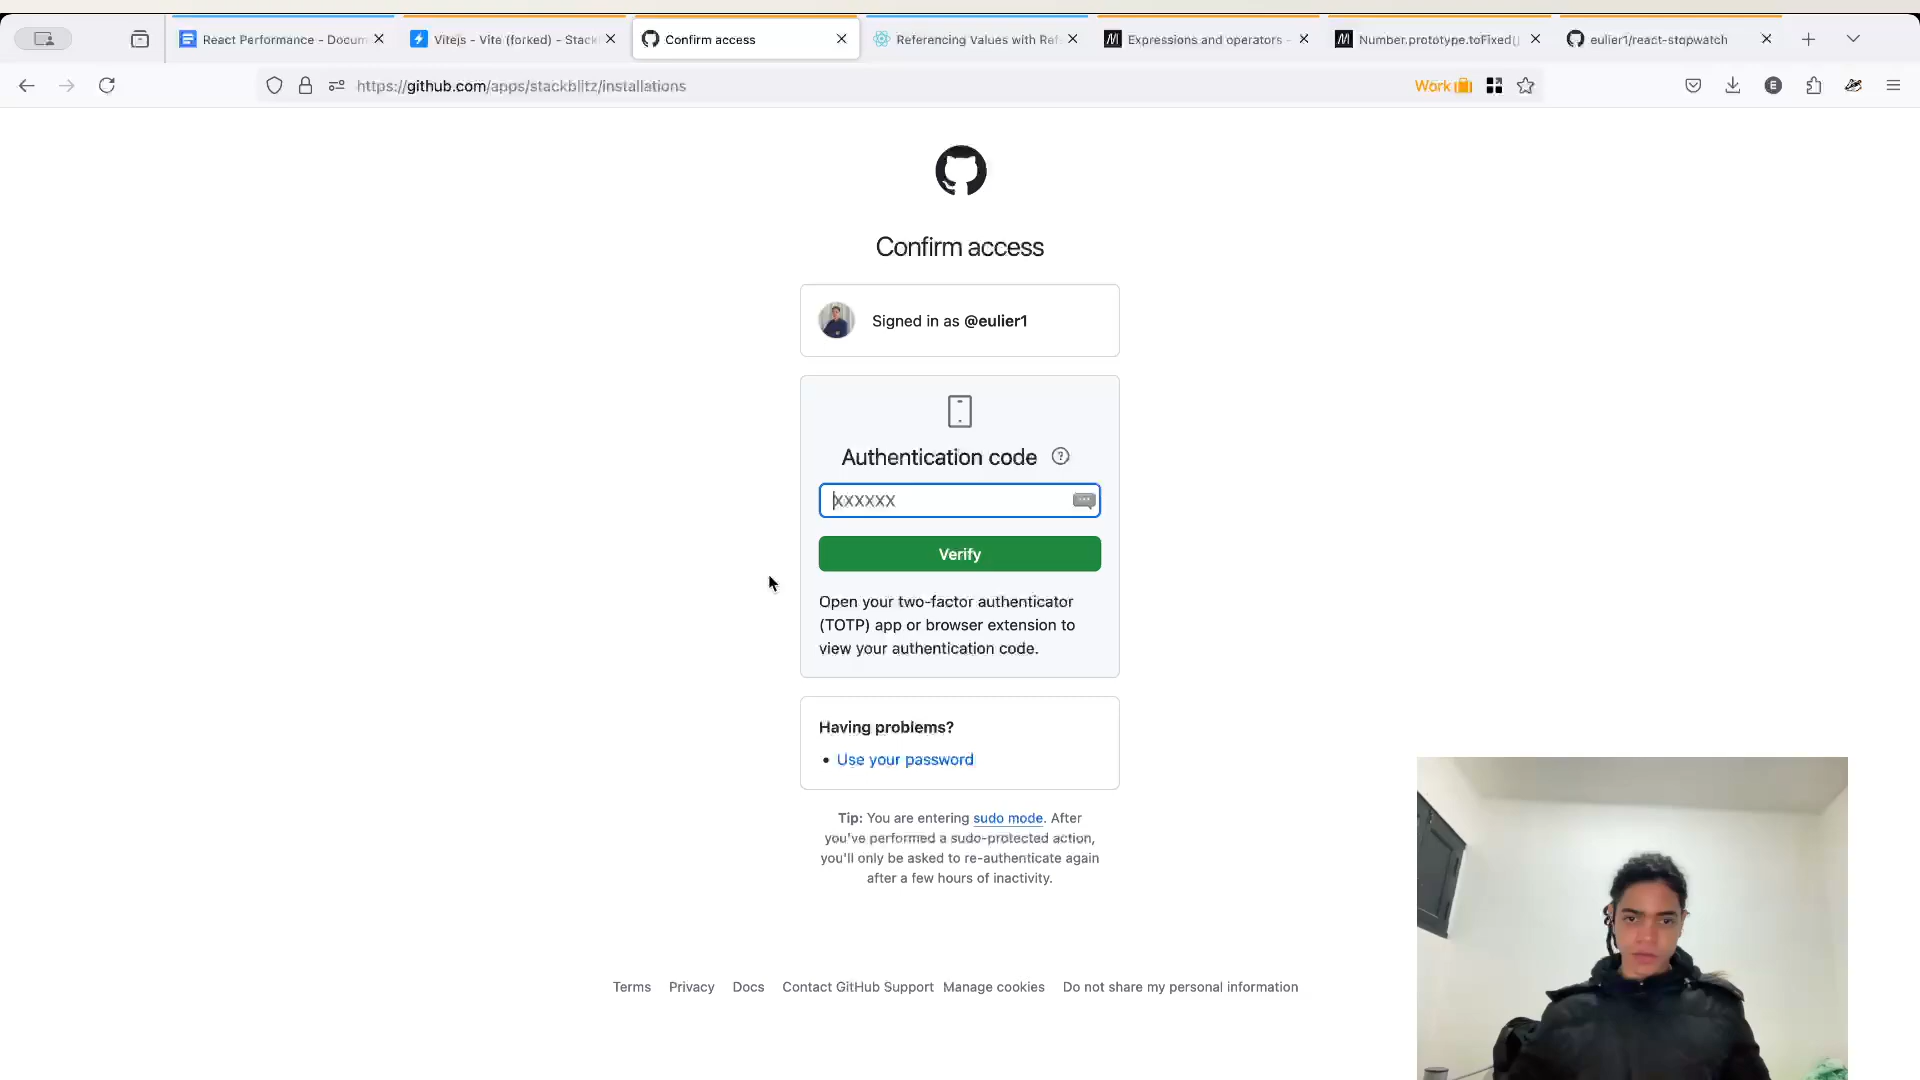 React Performance - Docum
Vitejs - Vite (forked) - Stack
Confirm access
Referencing Values with Ref
Expressions and operators -
Number.prototype.toFixed(
eulier1/react-stopwatch
https://github.com/apps/stackblitz/installations
Work
E
Confirm access
Signed in as @eulier1
Authentication code
XXXXXX
Verify
Open your two-factor authenticator
(TOTP) app or browser extension to
view your authentication code.
Having problems?
• Use your password
Tip: You are entering sudo mode. After
you've performed a sudo-protected action,
you'll only be asked to re-authenticate again
after a few hours of inactivity.
Terms Privacy Docs Contact GitHub Support Manage cookies Do not share my personal information